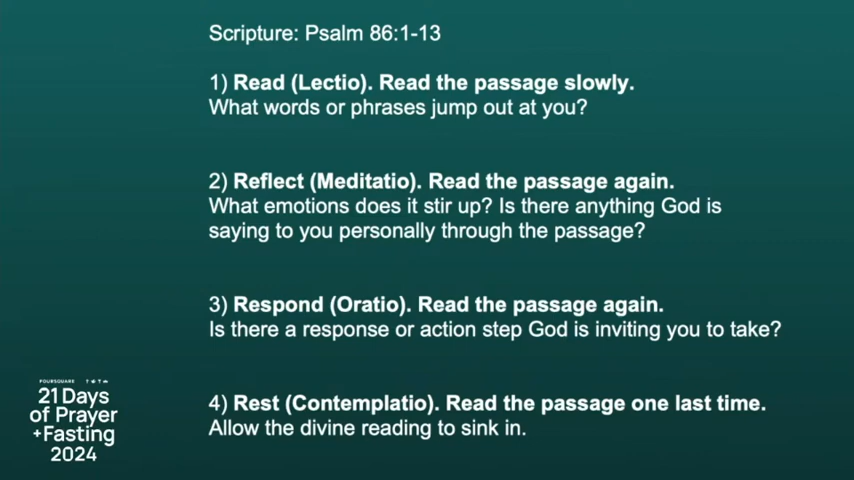 Scripture: Psalm 86:1-13
1) Read (Lectio). Read the passage slowly.
What words or phrases jump out at you?
2) Reflect (Meditatio). Read the passage again.
What emotions does it stir up? Is there anything God is
saying to you personally through the passage?
3) Respond (Oratio). Read the passage again.
Is there a response or action step God is inviting you to take?
4) Rest (Contemplatio). Read the passage one last time.
Allow the divine reading to sink in.
FOURSQUARE
21 Days
of Prayer
+Fasting
2024